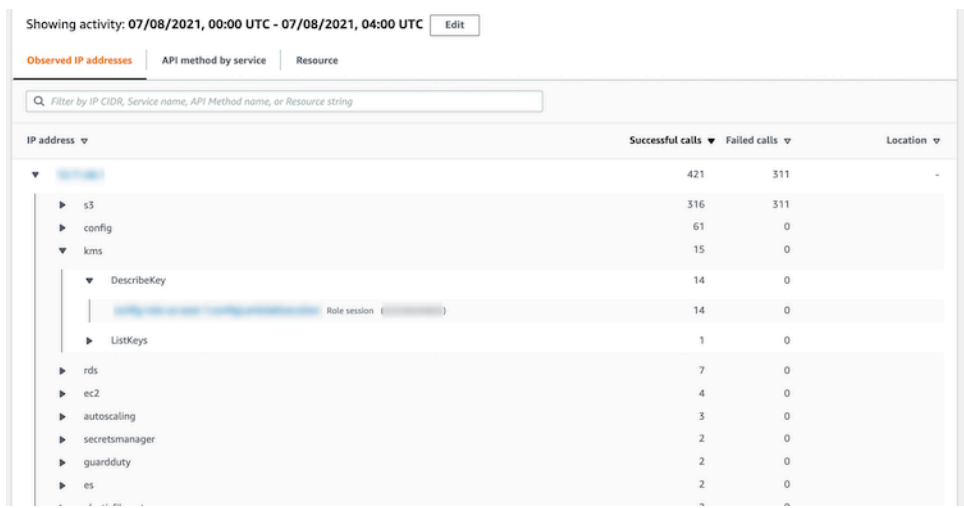 Showing activity: 07/08/2021, 00:00 UTC - 07/08/2021, 04:00 UTC Edit
Observed IP addresses API method by service Resource
Filter by IP CIDR, Service name, API Method name, or Resource string
IP address Successful calls Failed calls Location
421 311 -
s3 316 311
config 61 0
kms 15 0
DescribeKey 14 0
Role session ( ) 14 0
ListKeys 1 0
rds 7 0
ec2 4 0
autoscaling 3 0
secretsmanager 2 0
guardduty 2 0
es 2 0